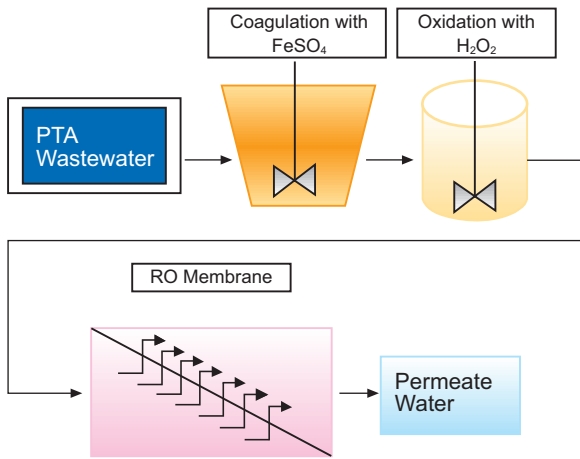 Coagulation with
FeSO₄
Oxidation with
H₂O₂
PTA
Wastewater
RO Membrane
Permeate
Water